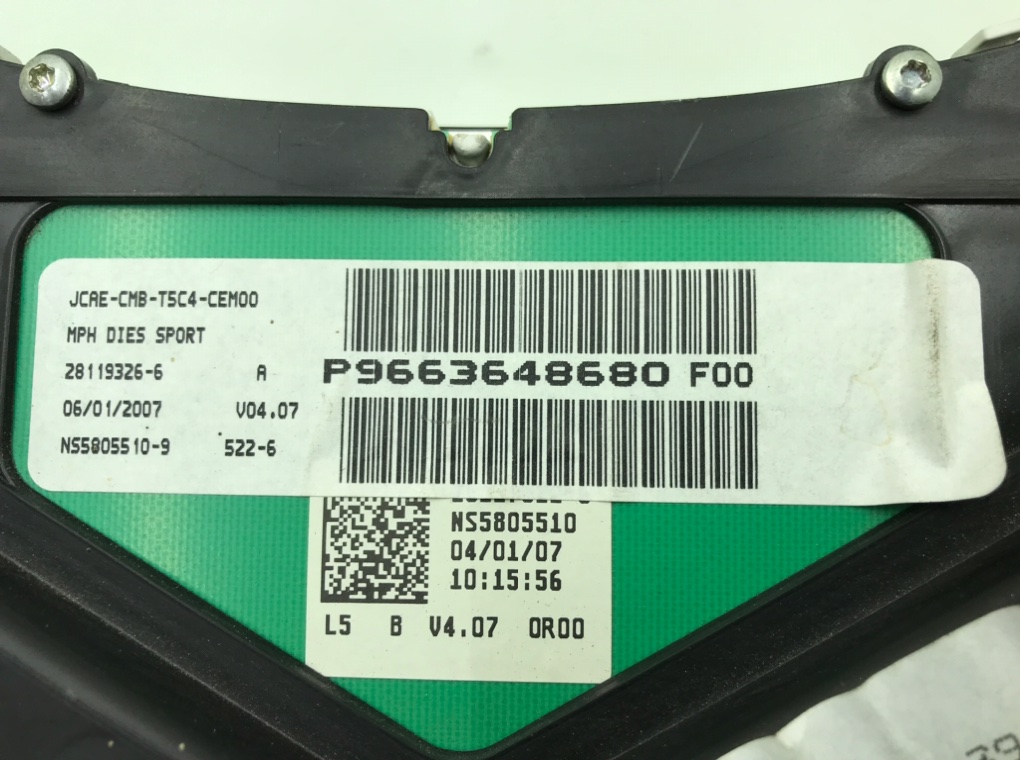 JCAE-CMB-T5C4-CEM00
MPH DIES SPORT
28119326-6 A
06/01/2007 V04.07
NS5805510-9 522-6
P9663648680 F00
NS5805510
04/01/07
10:15:56
L5 B V4.07 0R00